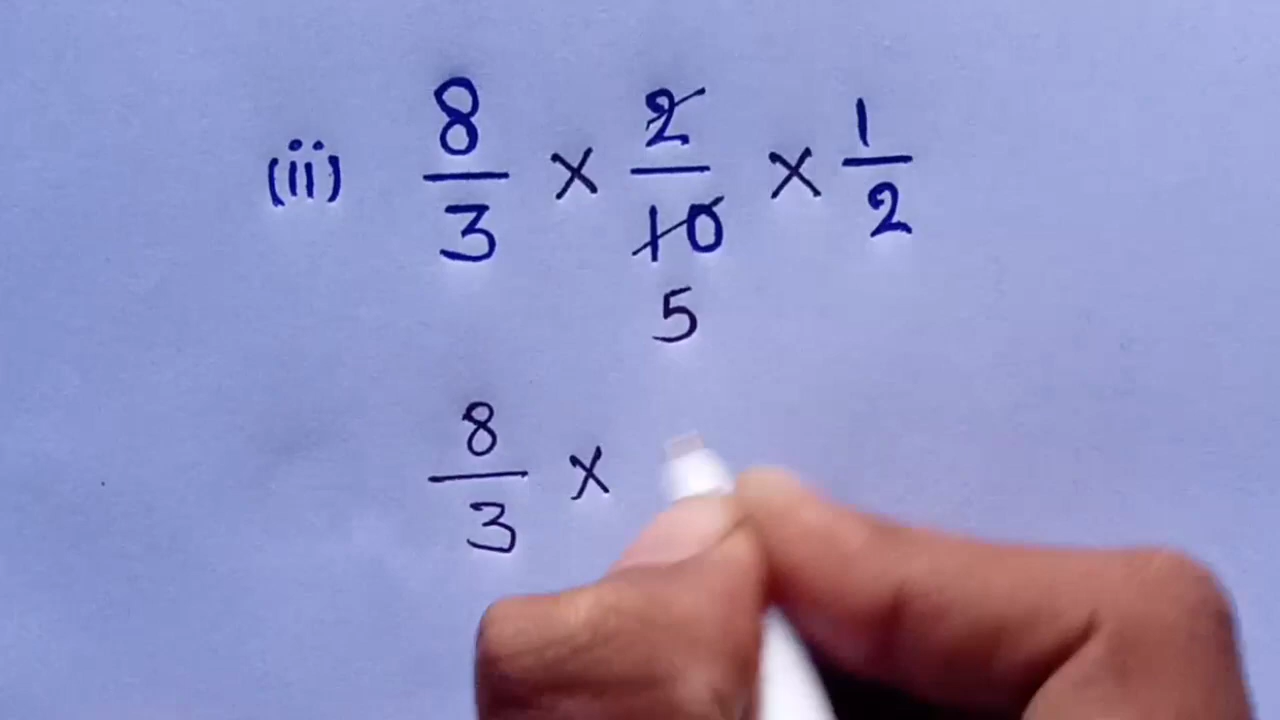 (ii) 8/3 × 2/10 × 1/2
5
8/3 ×